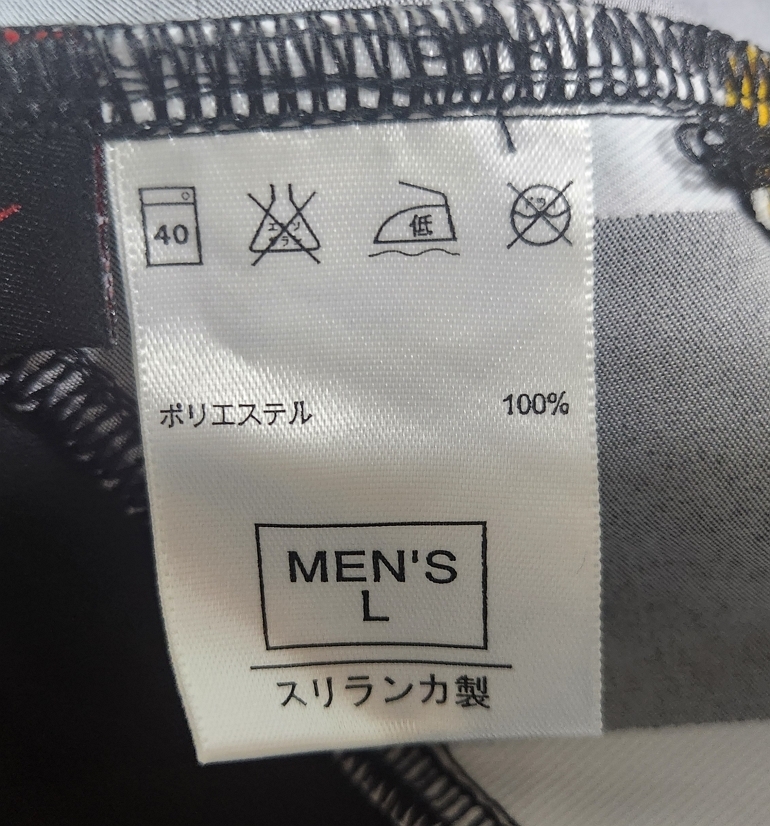 40 エンソサラシ 低 ドライ
ポリエステル 100%
MEN'S
L
スリランカ製